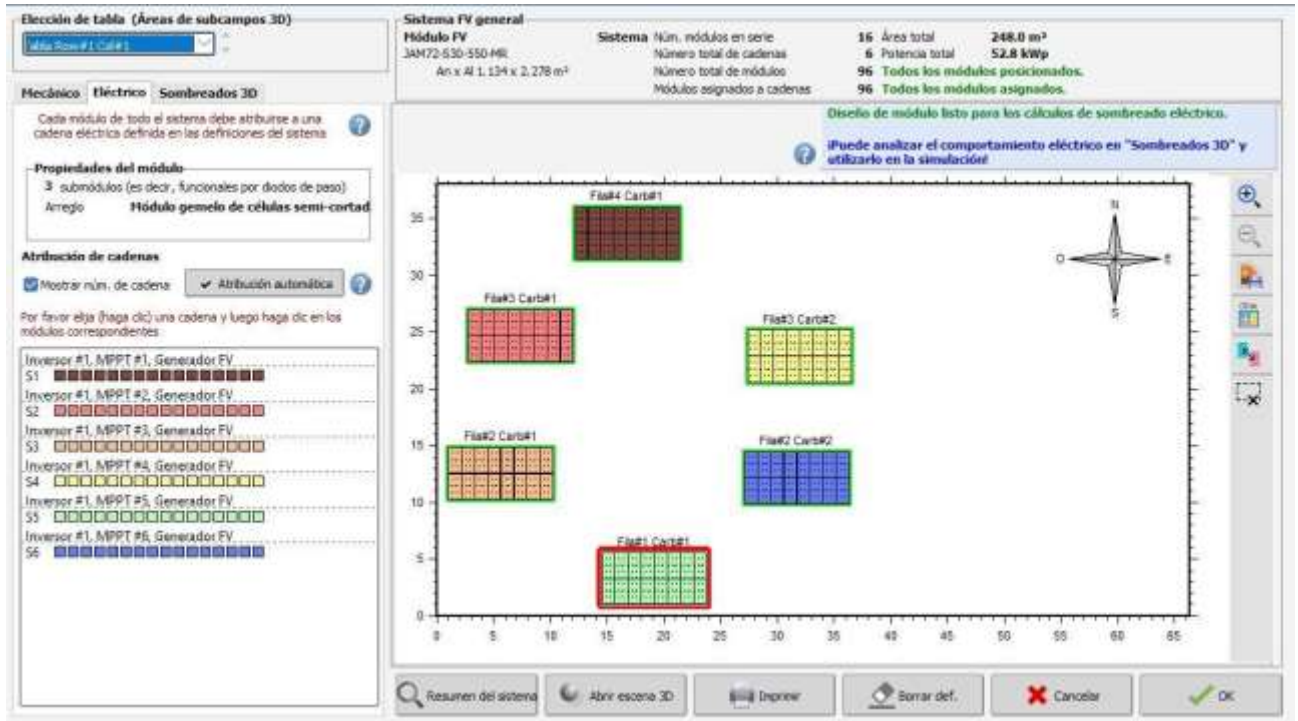 Elección de tabla (Áreas de subcampos 3D)
Tabla Row#1 Col#1
Mecánico Eléctrico Sombreados 3D
Cada módulo de todo el sistema debe atribuirse a una
cadena eléctrica definida en las definiciones del sistema
Propiedades del módulo
3 submódulos (es decir, funcionales por diodos de paso)
Arreglo Módulo gemelo de células semi-cortad
Atribución de cadenas
Mostrar núm. de cadena Atribución automática
Por favor elija (haga clic) una cadena y luego haga clic en los
módulos correspondientes
Inversor #1, MPPT #1, Generador FV
S1
Inversor #1, MPPT #2, Generador FV
S2
Inversor #1, MPPT #3, Generador FV
S3
Inversor #1, MPPT #4, Generador FV
S4
Inversor #1, MPPT #5, Generador FV
S5
Inversor #1, MPPT #6, Generador FV
S6
Sistema FV general
Módulo FV Sistema Núm. módulos en serie 16 Área total 248.0 m²
JAM72-S30-550-MR Número total de cadenas 6 Potencia total 52.8 kWp
An x Al 1.134 x 2.278 m² Número total de módulos 96 Todos los módulos posicionados.
Módulos asignados a cadenas 96 Todos los módulos asignados.
Diseño de módulo listo para los cálculos de sombreado eléctrico.
¡Puede analizar el comportamiento eléctrico en "Sombreados 3D" y
utilizarlo en la simulación!
Fila#4 Carb#1
N
35
O E
30
S
Fila#3 Carb#1
Fila#3 Carb#2
25
20
Fila#2 Carb#1
Fila#2 Carb#2
15
10
Fila#1 Carb#1
5
0
0 5 10 15 20 25 30 35 40 45 50 55 60 65
Resumen del sistema Abrir escena 3D Imprimir Borrar def. Cancelar OK